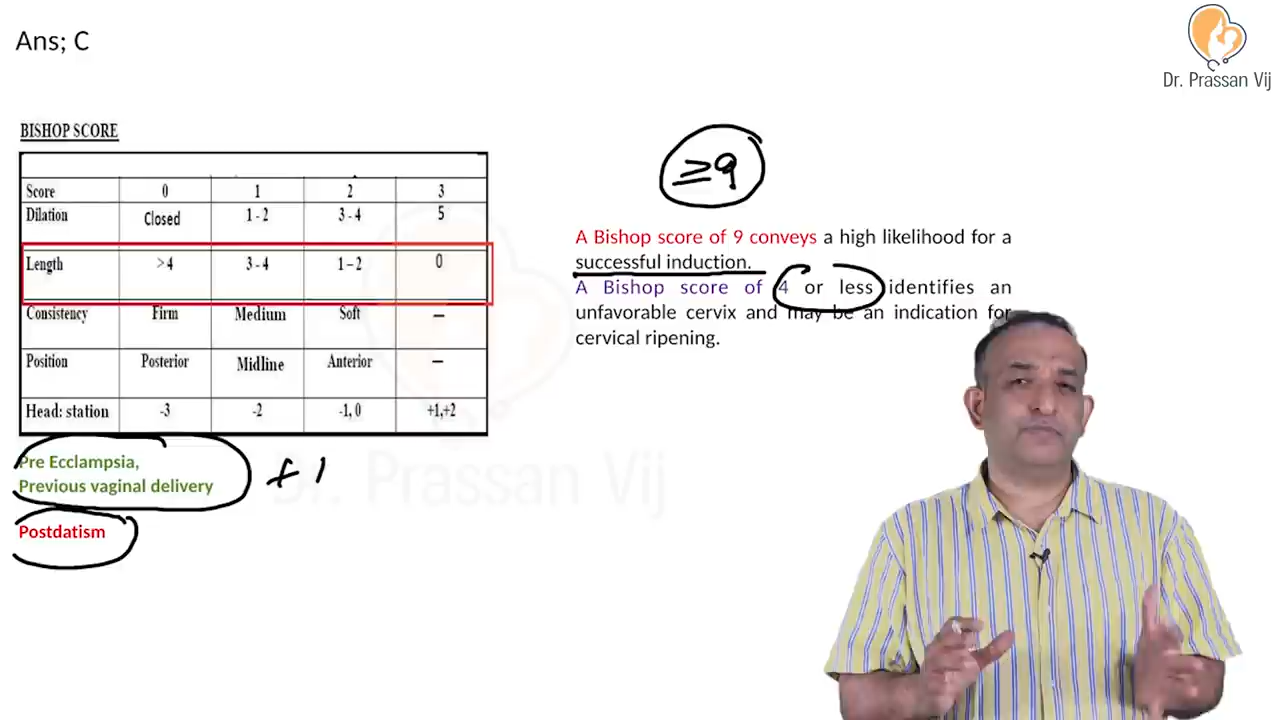 Ans; C
Dr. Prassan Vij
BISHOP SCORE
Score 0 1 2 3
Dilation Closed 1 - 2 3 - 4 5
Length >4 3 - 4 1 – 2 0
Consistency Firm Medium Soft –
Position Posterior Midline Anterior –
Head: station -3 -2 -1, 0 +1,+2
Pre Ecclampsia,
Previous vaginal delivery
+1
Postdatism
≥9
A Bishop score of 9 conveys a high likelihood for a
successful induction.
A Bishop score of 4 or less identifies an
unfavorable cervix and may be an indication for
cervical ripening.
Dr. Prassan Vij